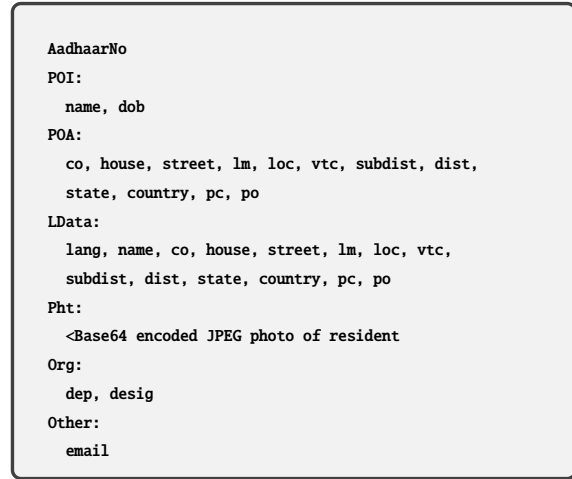 AadhaarNo
POI:
name, dob
POA:
co, house, street, lm, loc, vtc, subdist, dist,
state, country, pc, po
LData:
lang, name, co, house, street, lm, loc, vtc,
subdist, dist, state, country, pc, po
Pht:
<Base64 encoded JPEG photo of resident
Org:
dep, desig
Other:
email